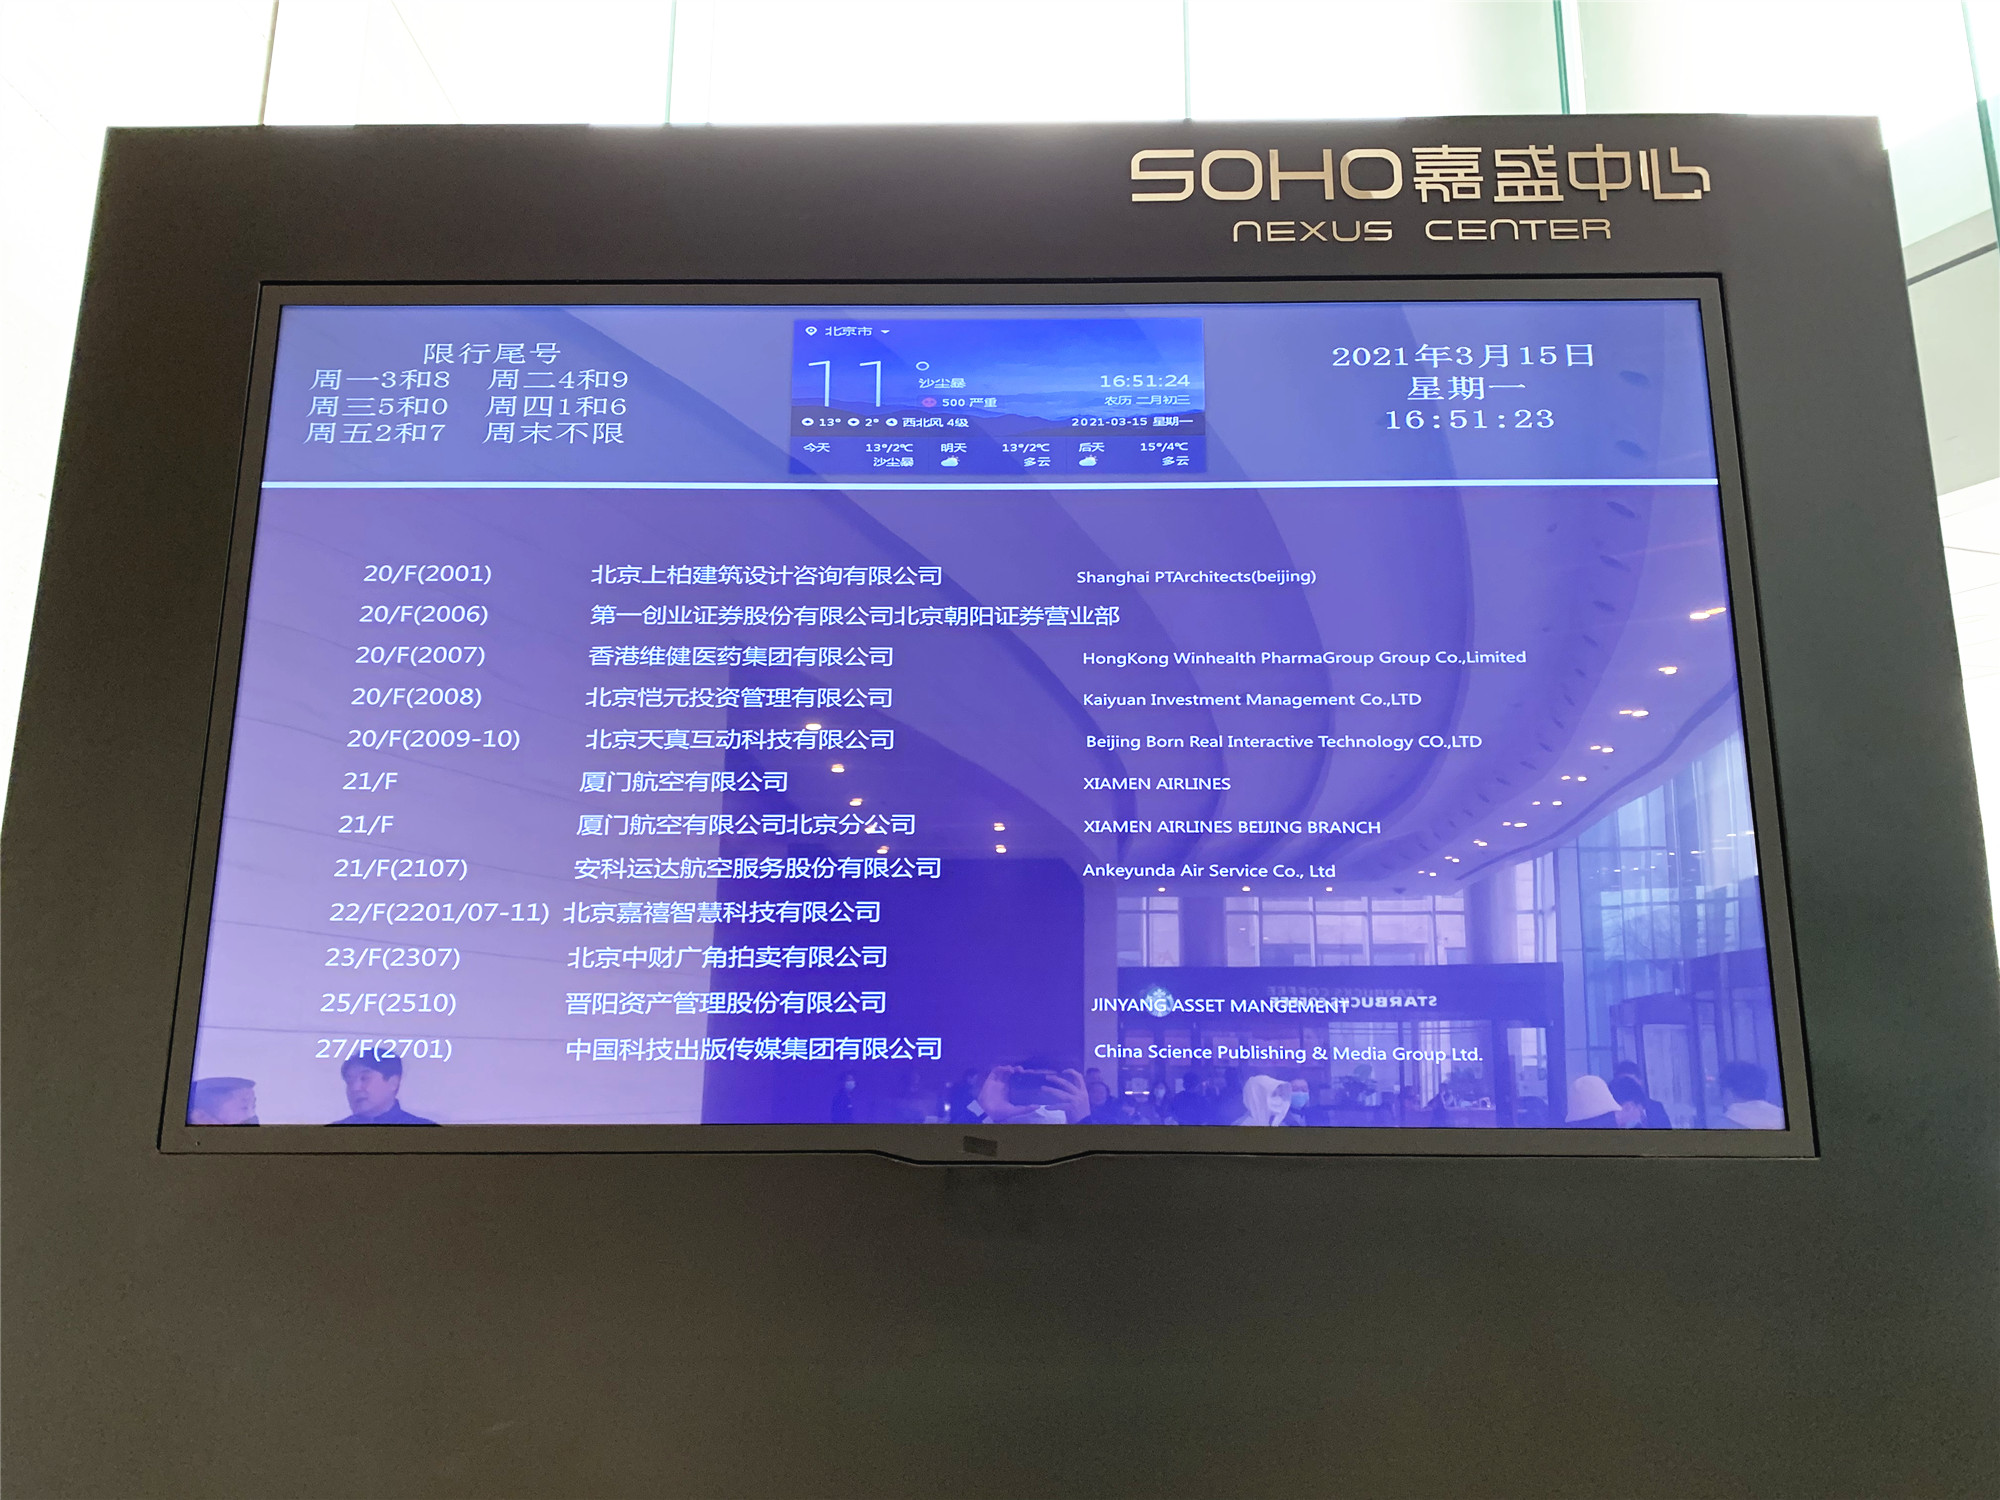 SOHO嘉盛中心
NEXUS CENTER
限行尾号
周一3和8 周二4和9
周三5和0 周四1和6
周五2和7 周末不限
北京市
11°
沙尘暴
500 严重
16:51:24
农历 二月初三
13° 2° 西北风 4级
2021-03-15 星期一
今天 13°/2℃ 明天 13°/2℃ 后天 15°/4℃
沙尘暴 多云 多云
2021年3月15日
星期一
16:51:23
20/F(2001) 北京上柏建筑设计咨询有限公司 Shanghai PTArchitects(beijing)
20/F(2006) 第一创业证券股份有限公司北京朝阳证券营业部
20/F(2007) 香港维健医药集团有限公司 HongKong Winhealth PharmaGroup Group Co.,Limited
20/F(2008) 北京恺元投资管理有限公司 Kaiyuan Investment Management Co.,LTD
20/F(2009-10) 北京天真互动科技有限公司 Beijing Born Real Interactive Technology CO.,LTD
21/F 厦门航空有限公司 XIAMEN AIRLINES
21/F 厦门航空有限公司北京分公司 XIAMEN AIRLINES BEIJING BRANCH
21/F(2107) 安科运达航空服务股份有限公司 Ankeyunda Air Service Co., Ltd
22/F(2201/07-11) 北京嘉禧智慧科技有限公司
23/F(2307) 北京中财广角拍卖有限公司
25/F(2510) 晋阳资产管理股份有限公司 JINYANG ASSET MANGEMENT
27/F(2701) 中国科技出版传媒集团有限公司 China Science Publishing & Media Group Ltd.
STARBUCKS COFFEE